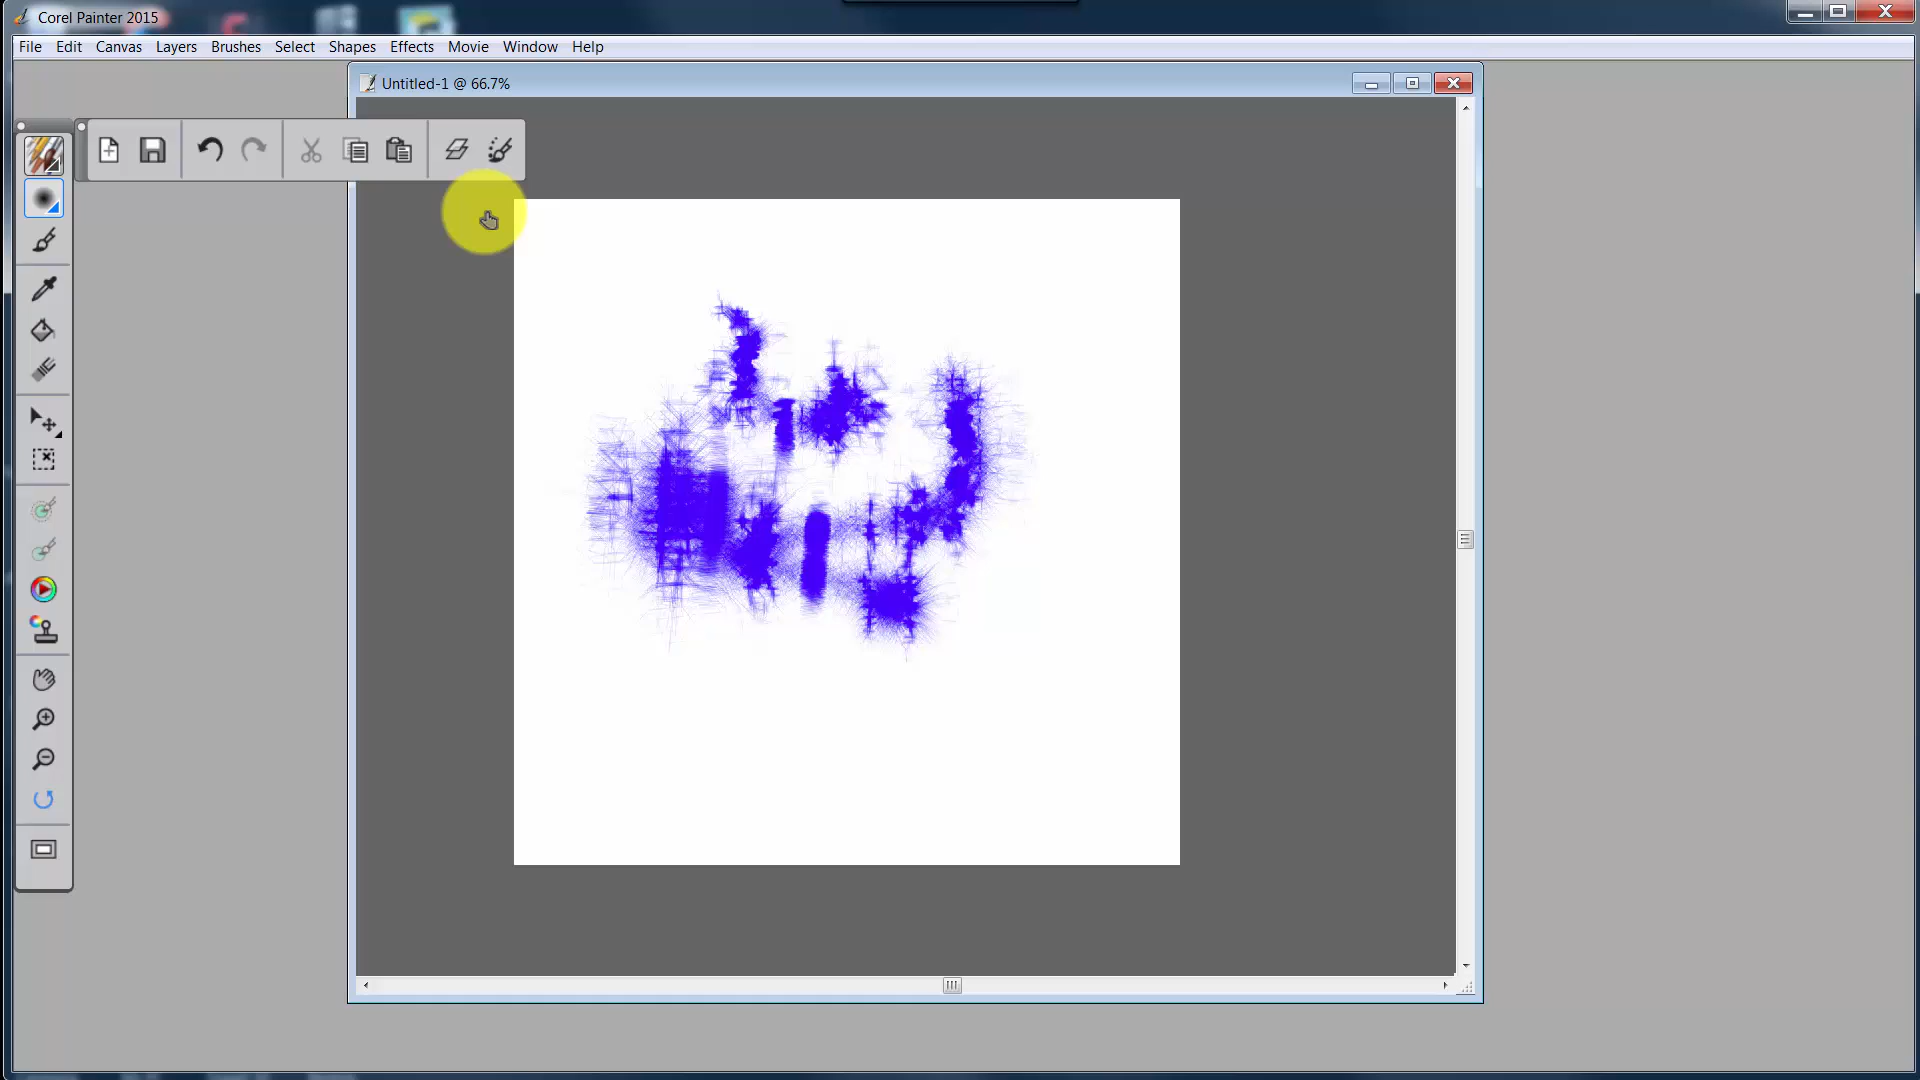 Corel Painter 2015
File Edit Canvas Layers Brushes Select Shapes Effects Movie Window Help
Untitled-1 @ 66.7%